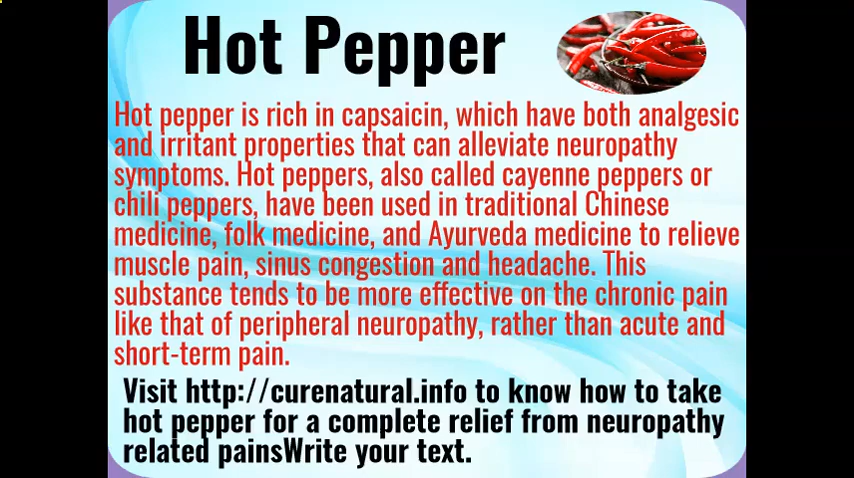 Hot Pepper
Hot pepper is rich in capsaicin, which have both analgesic
and irritant properties that can alleviate neuropathy
symptoms. Hot peppers, also called cayenne peppers or
chili peppers, have been used in traditional Chinese
medicine, folk medicine, and Ayurveda medicine to relieve
muscle pain, sinus congestion and headache. This
substance tends to be more effective on the chronic pain
like that of peripheral neuropathy, rather than acute and
short-term pain.
Visit http://curenatural.info to know how to take
hot pepper for a complete relief from neuropathy
related painsWrite your text.